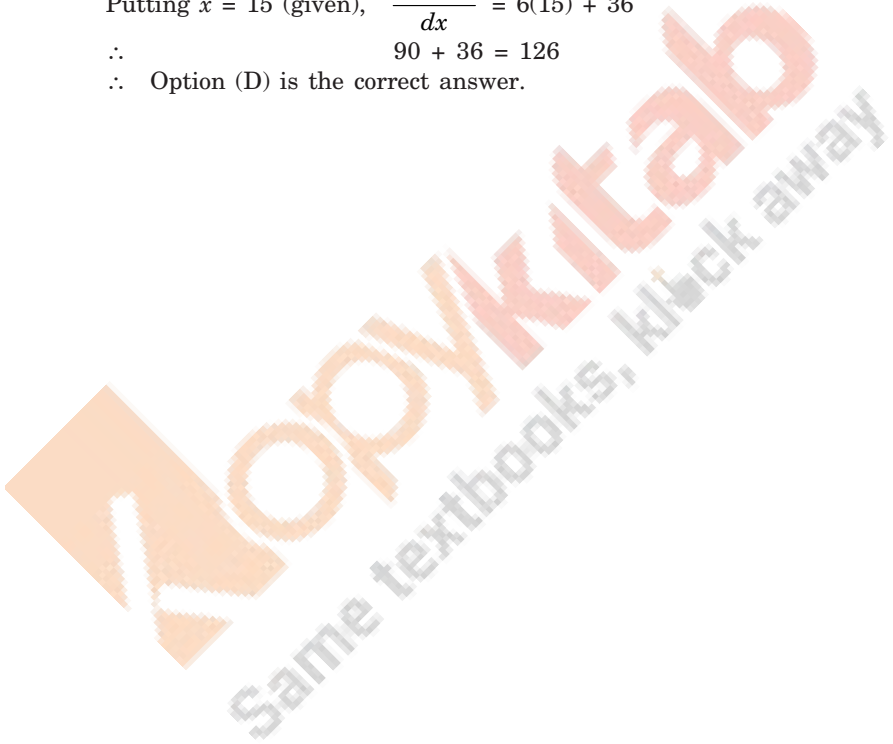 Putting x = 15 (given), /dx = 6(15) + 36
∴ 90 + 36 = 126
∴ Option (D) is the correct answer.
Kopykitab
Same textbooks, klick away